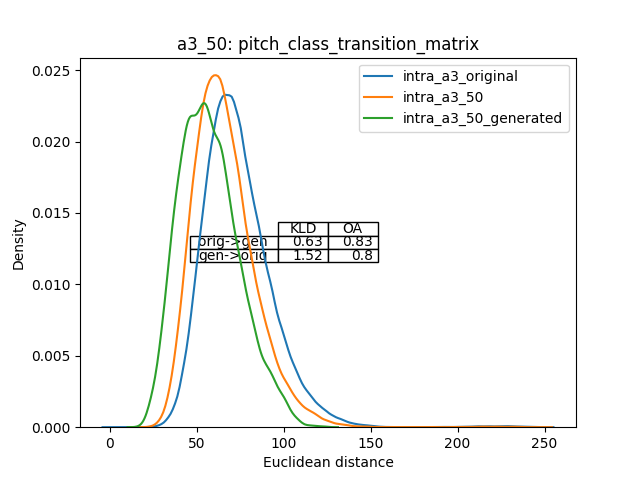 a3_50: pitch_class_transition_matrix
intra_a3_original
intra_a3_50
intra_a3_50_generated
0.025
0.020
0.015
0.010
0.005
0.000
Density
KLD OA
orig->gen 0.63 0.83
gen->orig 1.52 0.8
0 50 100 150 200 250
Euclidean distance